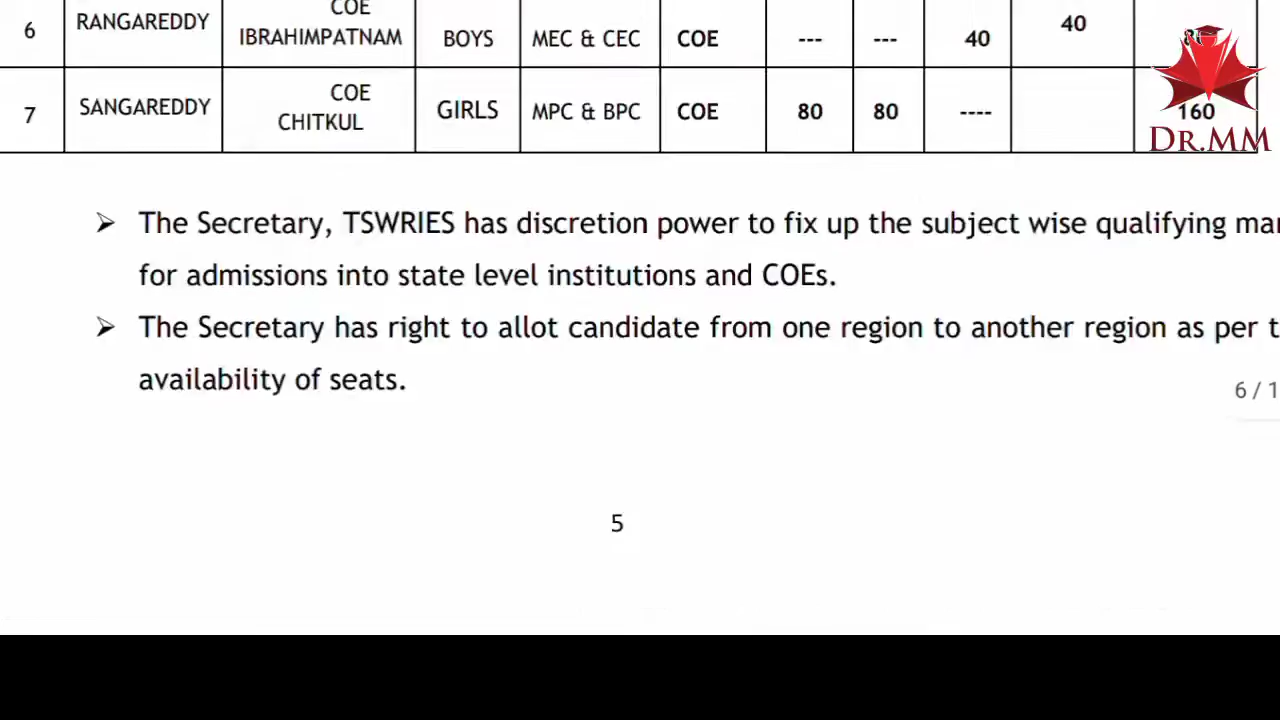 6 RANGAREDDY COE IBRAHIMPATNAM BOYS MEC & CEC COE --- --- 40 40
7 SANGAREDDY COE CHITKUL GIRLS MPC & BPC COE 80 80 ---- 160
DR.MM
➢ The Secretary, TSWRIES has discretion power to fix up the subject wise qualifying
for admissions into state level institutions and COEs.
➢ The Secretary has right to allot candidate from one region to another region as per
availability of seats.
6 / 1
5